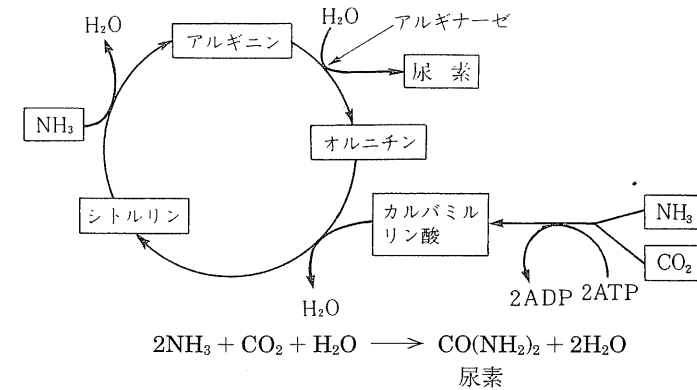 H₂O
アルギニン
H₂O
アルギナーゼ
尿 素
NH₃
オルニチン
シトルリン
カルバミル
リン酸
NH₃
CO₂
H₂O
2ADP 2ATP
2NH₃ + CO₂ + H₂O ⟶ CO(NH₂)₂ + 2H₂O
尿素